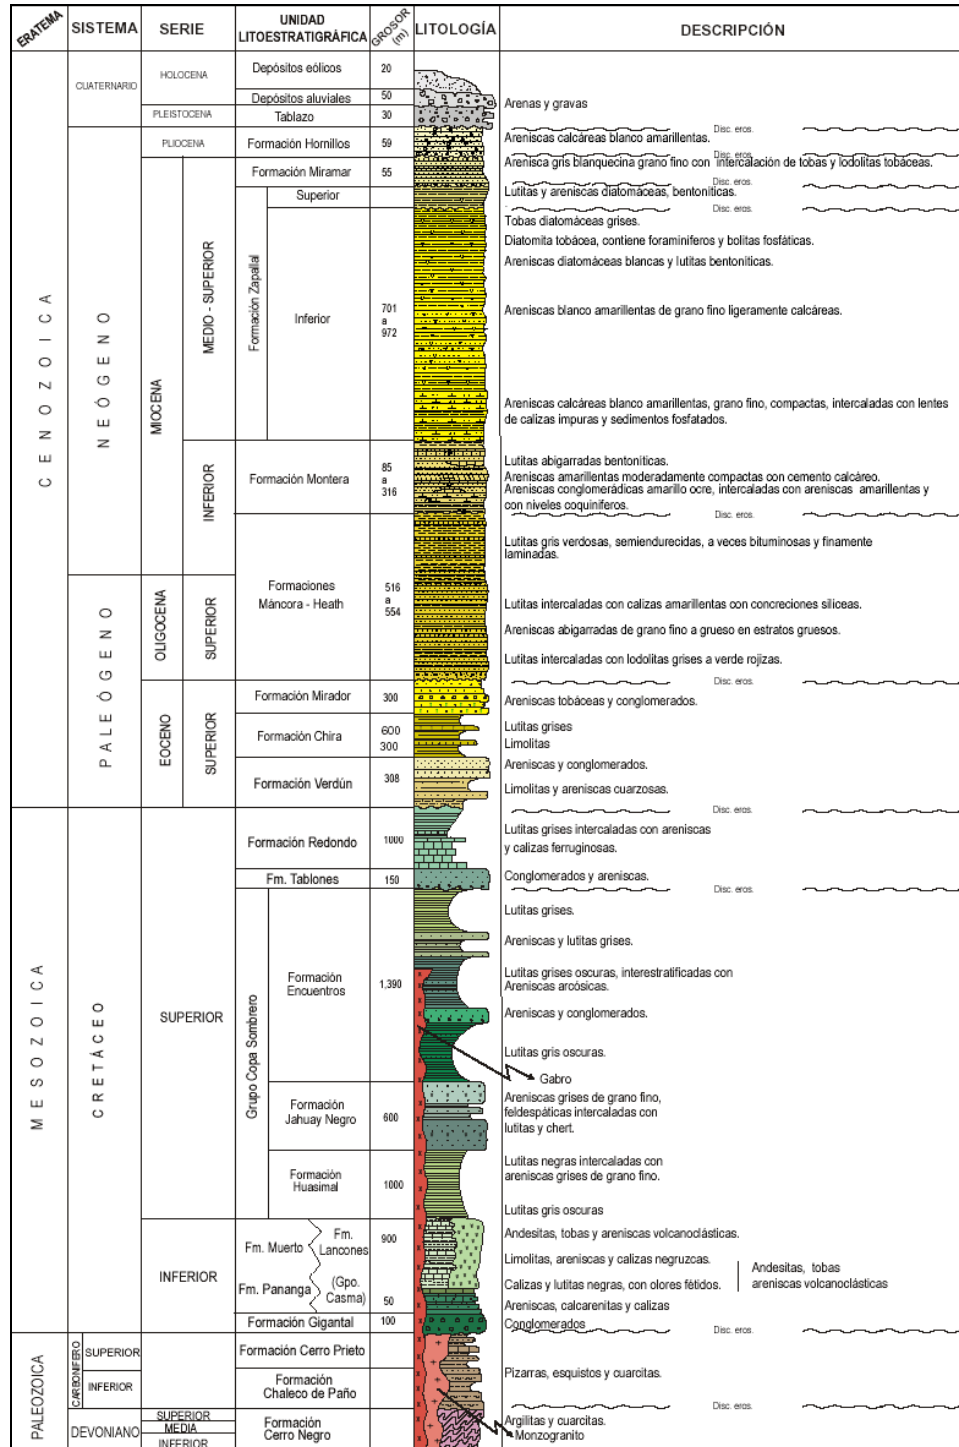 ERATEMA
SISTEMA
SERIE
UNIDAD
LITOESTRATIGRÁFICA
GROSOR
(m)
LITOLOGÍA
DESCRIPCIÓN
CENOZOICA
CUATERNARIO
HOLOCENA
Depósitos eólicos
20
Depósitos aluviales
50
Arenas y gravas
PLEISTOCENA
Tablazo
30
Disc. eros.
NEÓGENO
PLIOCENA
Formación Hornillos
59
Areniscas calcáreas blanco amarillentas.
Disc. eros.
MIOCENA
MEDIO - SUPERIOR
Formación Miramar
55
Arenisca gris blanquecina grano fino con intercalación de tobas y lodolitas tobáceas.
Disc. eros.
Formación Zapallal
Superior
Lutitas y areniscas diatomáceas, bentoníticas.
Disc. eros.
Inferior
701
a
972
Tobas diatomáceas grises.
Diatomita tobácea, contiene foraminíferos y bolitas fosfáticas.
Areniscas diatomáceas blancas y lutitas bentoníticas.
Areniscas blanco amarillentas de grano fino ligeramente calcáreas.
Areniscas calcáreas blanco amarillentas, grano fino, compactas, intercaladas con lentes
de calizas impuras y sedimentos fosfatados.
INFERIOR
Formación Montera
85
a
316
Lutitas abigarradas bentoníticas.
Areniscas amarillentas moderadamente compactas con cemento calcáreo.
Areniscas conglomerádicas amarillo ocre, intercaladas con areniscas amarillentas y
con niveles coquiníferos.
Disc. eros.
Formaciones
Máncora - Heath
516
a
554
Lutitas gris verdosas, semiendurecidas, a veces bituminosas y finamente
laminadas.
PALEÓGENO
OLIGOCENA
SUPERIOR
Lutitas intercaladas con calizas amarillentas con concreciones silíceas.
Areniscas abigarradas de grano fino a grueso en estratos gruesos.
Lutitas intercaladas con lodolitas grises a verde rojizas.
Disc. eros.
EOCENO
SUPERIOR
Formación Mirador
300
Areniscas tobáceas y conglomerados.
Formación Chira
600
300
Lutitas grises
Limolitas
Formación Verdún
308
Areniscas y conglomerados.
Limolitas y areniscas cuarzosas.
Disc. eros.
MESOZOICA
CRETÁCEO
SUPERIOR
Formación Redondo
1000
Lutitas grises intercaladas con areniscas
y calizas ferruginosas.
Fm. Tablones
150
Conglomerados y areniscas.
Disc. eros.
Grupo Copa Sombrero
Formación
Encuentros
1,390
Lutitas grises.
Areniscas y lutitas grises.
Lutitas grises oscuras, interestratificadas con
Areniscas arcósicas.
Areniscas y conglomerados.
Lutitas gris oscuras.
Gabro
Formación
Jahuay Negro
600
Areniscas grises de grano fino,
feldespáticas intercaladas con
lutitas y chert.
Formación
Huasimal
1000
Lutitas negras intercaladas con
areniscas grises de grano fino.
Lutitas gris oscuras
INFERIOR
Fm. Muerto
Fm.
Lancones
900
Andesitas, tobas y areniscas volcanoclásticas.
Limolitas, areniscas y calizas negruzcas.
Fm. Pananga
(Gpo.
Casma)
50
Calizas y lutitas negras, con olores fétidos.
Andesitas, tobas
areniscas volcanoclásticas
Areniscas, calcarenitas y calizas
Formación Gigantal
100
Conglomerados
Disc. eros.
PALEOZOICA
CARBONIFERO
SUPERIOR
Formación Cerro Prieto
INFERIOR
Formación
Chaleco de Paño
Pizarras, esquistos y cuarcitas.
Disc. eros.
DEVONIANO
SUPERIOR
MEDIA
INFERIOR
Formación
Cerro Negro
Argilitas y cuarcitas.
Monzogranito